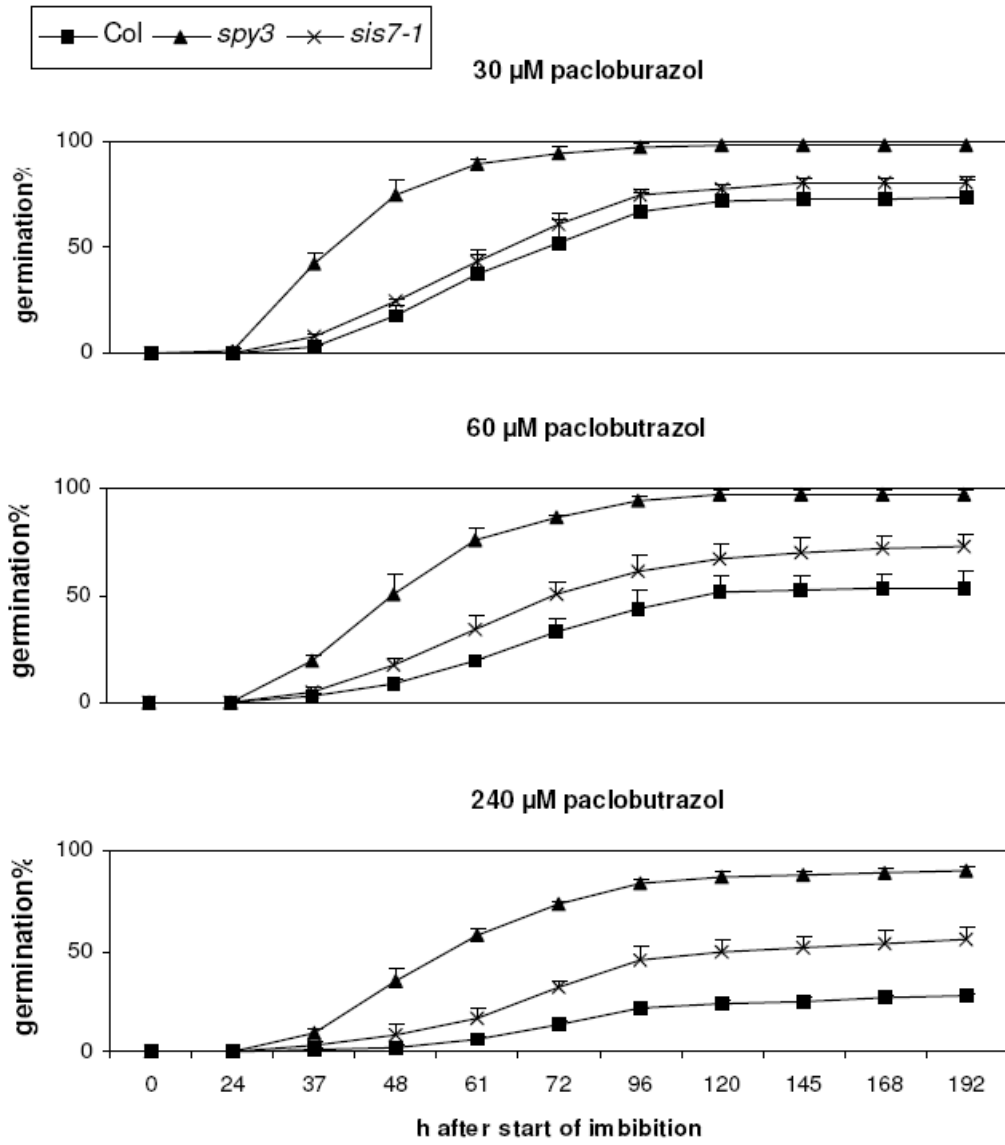 Col spy3 sis7-1
30 µM pacloburazol
100
50
0
germination%
60 µM paclobutrazol
100
50
0
germination%
240 µM paclobutrazol
100
50
0
germination%
0 24 37 48 61 72 96 120 145 168 192
h after start of imbibition